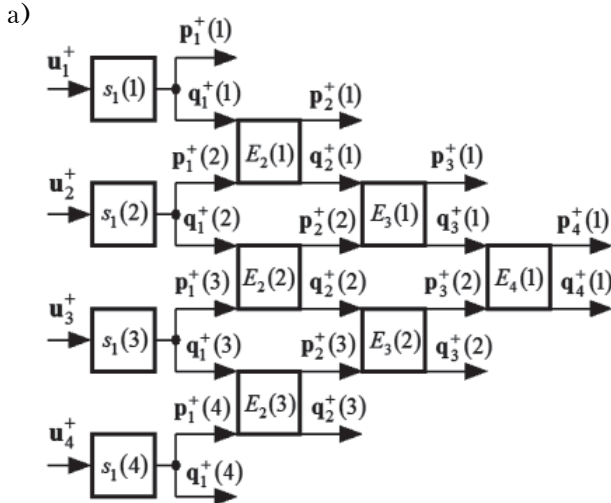 a)
p₁⁺(1)
u₁⁺ s₁(1) q₁⁺(1) p₂⁺(1)
p₁⁺(2) E₂(1) q₂⁺(1) p₃⁺(1)
u₂⁺ s₁(2) q₁⁺(2) p₂⁺(2) E₃(1) q₃⁺(1) p₄⁺(1)
p₁⁺(3) E₂(2) q₂⁺(2) p₃⁺(2) E₄(1) q₄⁺(1)
u₃⁺ s₁(3) q₁⁺(3) p₂⁺(3) E₃(2) q₃⁺(2)
p₁⁺(4) E₂(3) q₂⁺(3)
u₄⁺ s₁(4) q₁⁺(4)